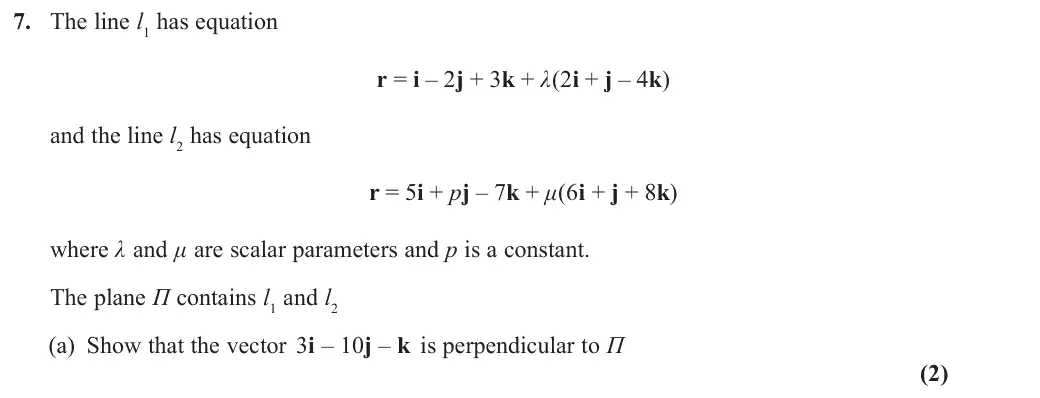 7. The line l₁ has equation
r = i – 2j + 3k + λ(2i + j – 4k)
and the line l₂ has equation
r = 5i + pj – 7k + μ(6i + j + 8k)
where λ and μ are scalar parameters and p is a constant.
The plane Π contains l₁ and l₂
(a) Show that the vector 3i – 10j – k is perpendicular to Π
(2)